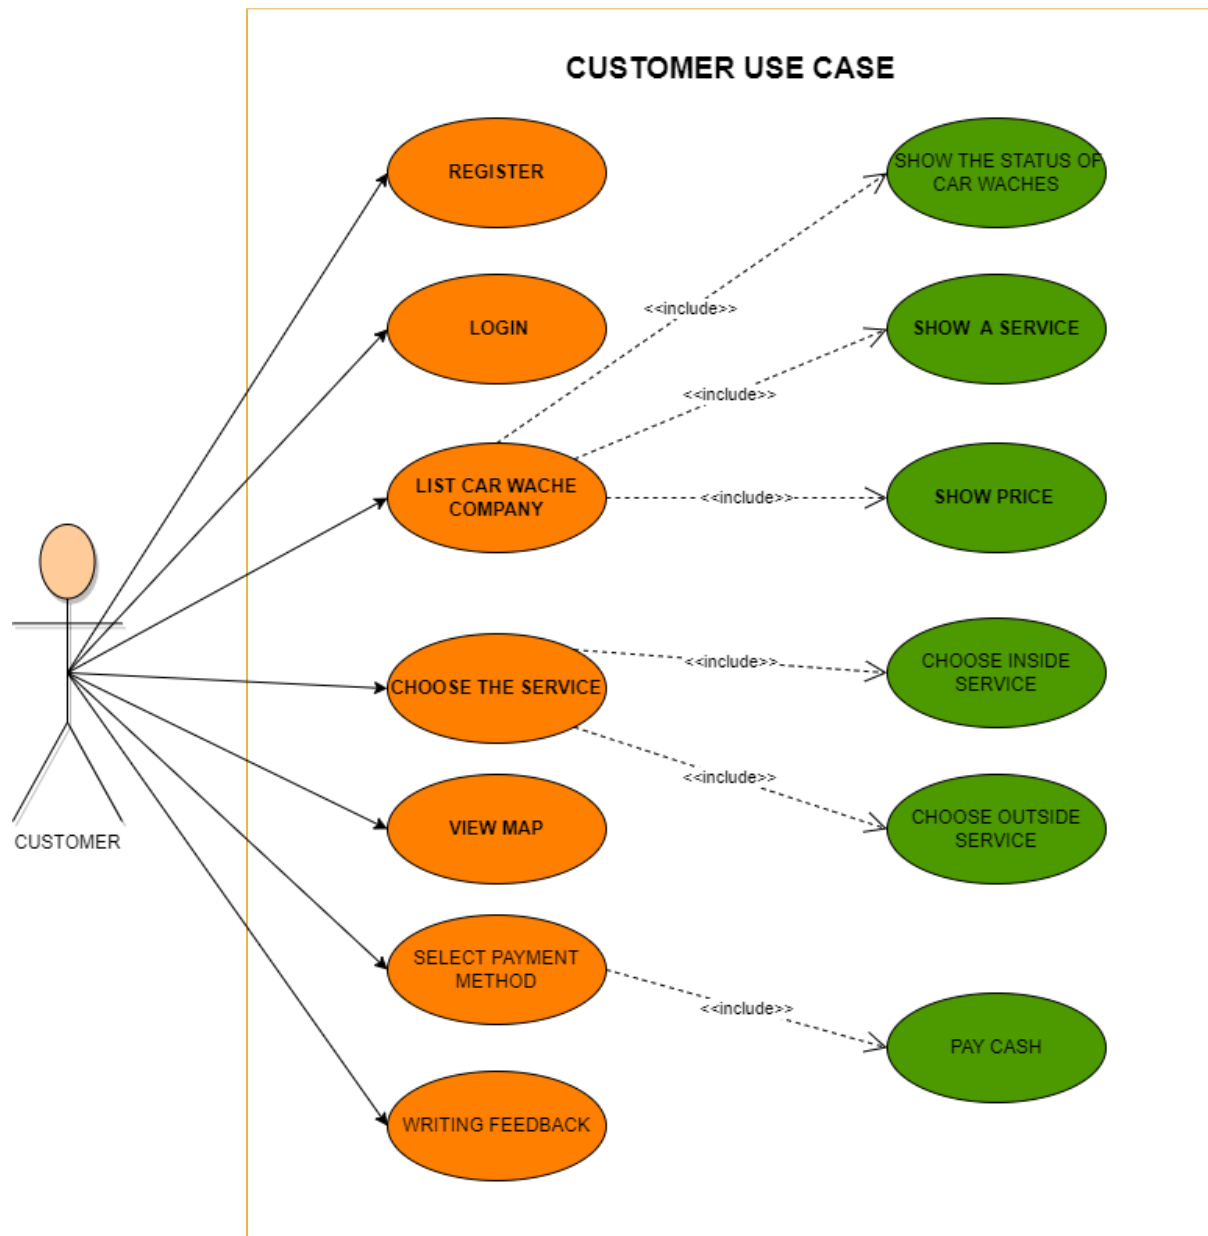 CUSTOMER USE CASE
REGISTER
SHOW THE STATUS OF
CAR WACHES
<<include>>
LOGIN
SHOW A SERVICE
<<include>>
LIST CAR WACHE
COMPANY
<<include>>
SHOW PRICE
CHOOSE THE SERVICE
<<include>>
CHOOSE INSIDE
SERVICE
<<include>>
CHOOSE OUTSIDE
SERVICE
VIEW MAP
CUSTOMER
SELECT PAYMENT
METHOD
<<include>>
PAY CASH
WRITING FEEDBACK